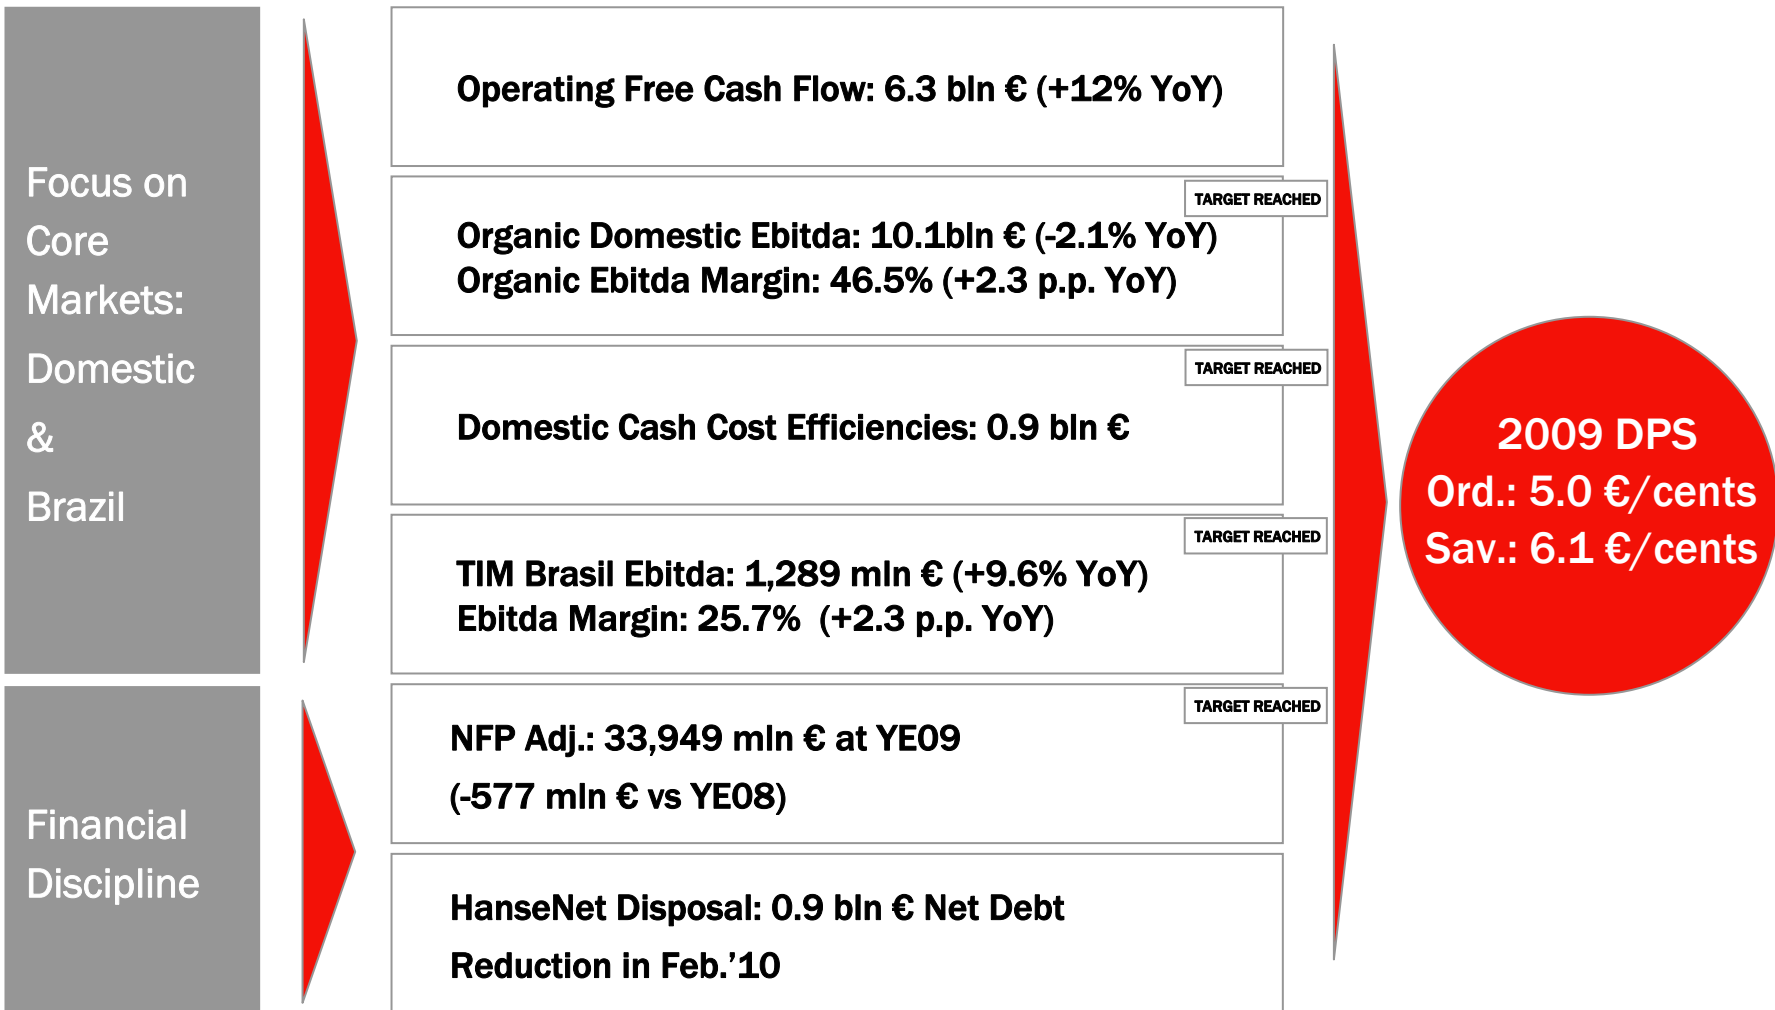 Focus on
Core
Markets:
Domestic
&
Brazil
Operating Free Cash Flow: 6.3 bln € (+12% YoY)
TARGET REACHED
Organic Domestic Ebitda: 10.1bln € (-2.1% YoY)
Organic Ebitda Margin: 46.5% (+2.3 p.p. YoY)
TARGET REACHED
Domestic Cash Cost Efficiencies: 0.9 bln €
TARGET REACHED
TIM Brasil Ebitda: 1,289 mln € (+9.6% YoY)
Ebitda Margin: 25.7% (+2.3 p.p. YoY)
Financial
Discipline
TARGET REACHED
NFP Adj.: 33,949 mln € at YE09
(-577 mln € vs YE08)
HanseNet Disposal: 0.9 bln € Net Debt
Reduction in Feb.’10
2009 DPS
Ord.: 5.0 €/cents
Sav.: 6.1 €/cents